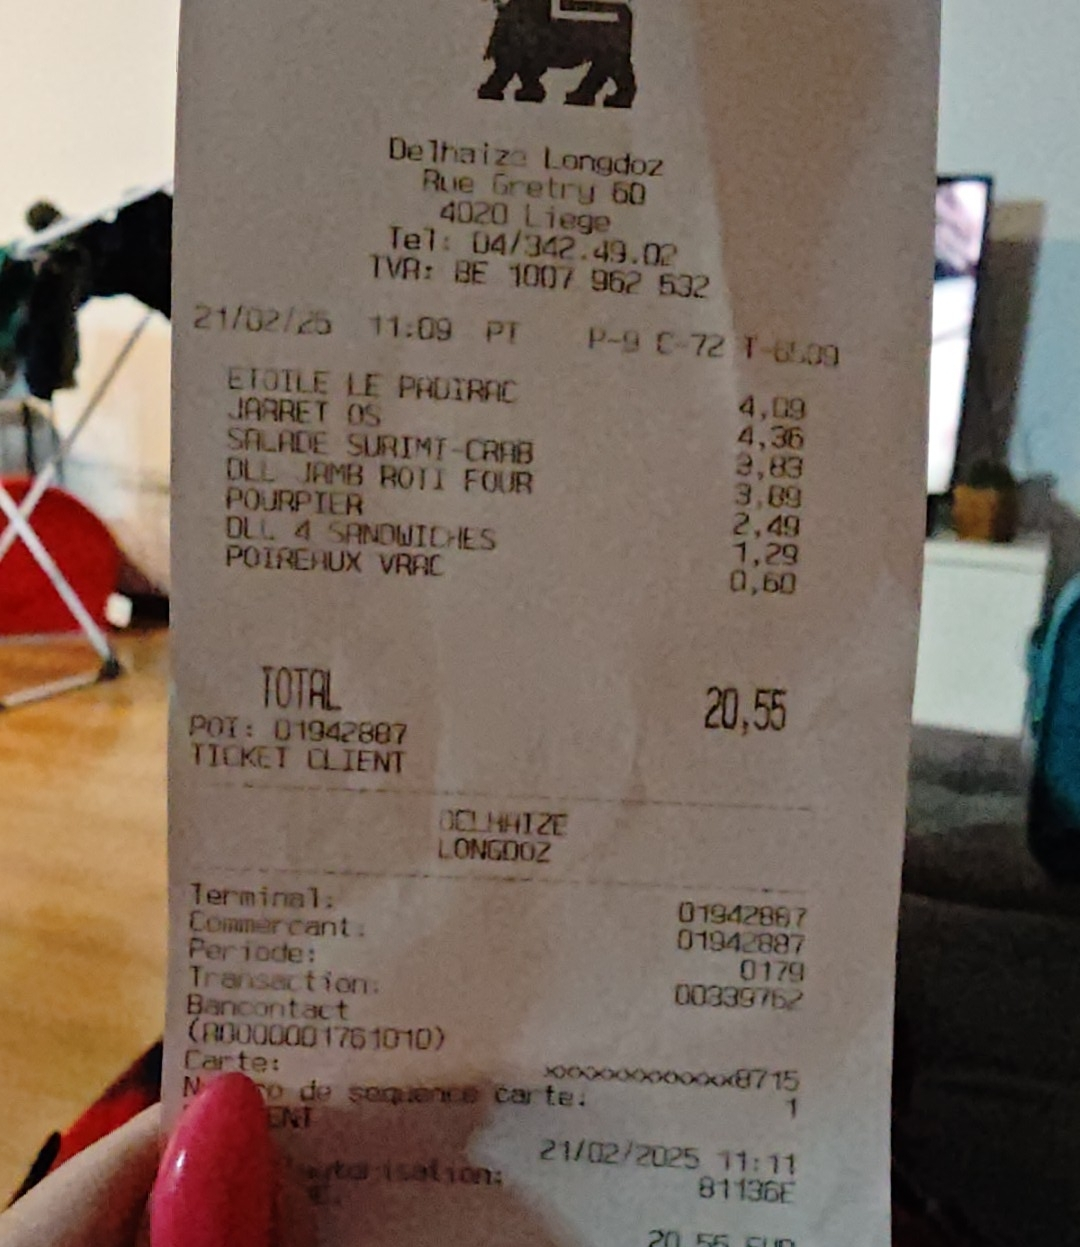 Delhaize Longdoz
Rue Gretry 60
4020 Liege
Tel: 04/342.49.02
TVA: BE 1007 962 532
21/02/25 11:09 PT P-9 C-72
ETOILE LE PADIRAC 4,09
JARRET OS 4,36
SALADE SURIMI-CRAB 3,83
DLL JAMB ROTI FOUR 3,89
POURPIER 2,49
DLL 4 SANDWICHES 1,29
POIREAUX VRAC 0,60
TOTAL 20,55
POI: 01942887
TICKET CLIENT
DELHAIZE
LONGDOZ
Terminal: 01942887
Commercant: 01942887
Periode: 0179
Transaction: 00339762
Bancontact
(A0000001761010)
Carte: xxxxxxxxxxxxx8715
de sequence carte: 1
21/02/2025 11:11
81136E
20,55 EUR